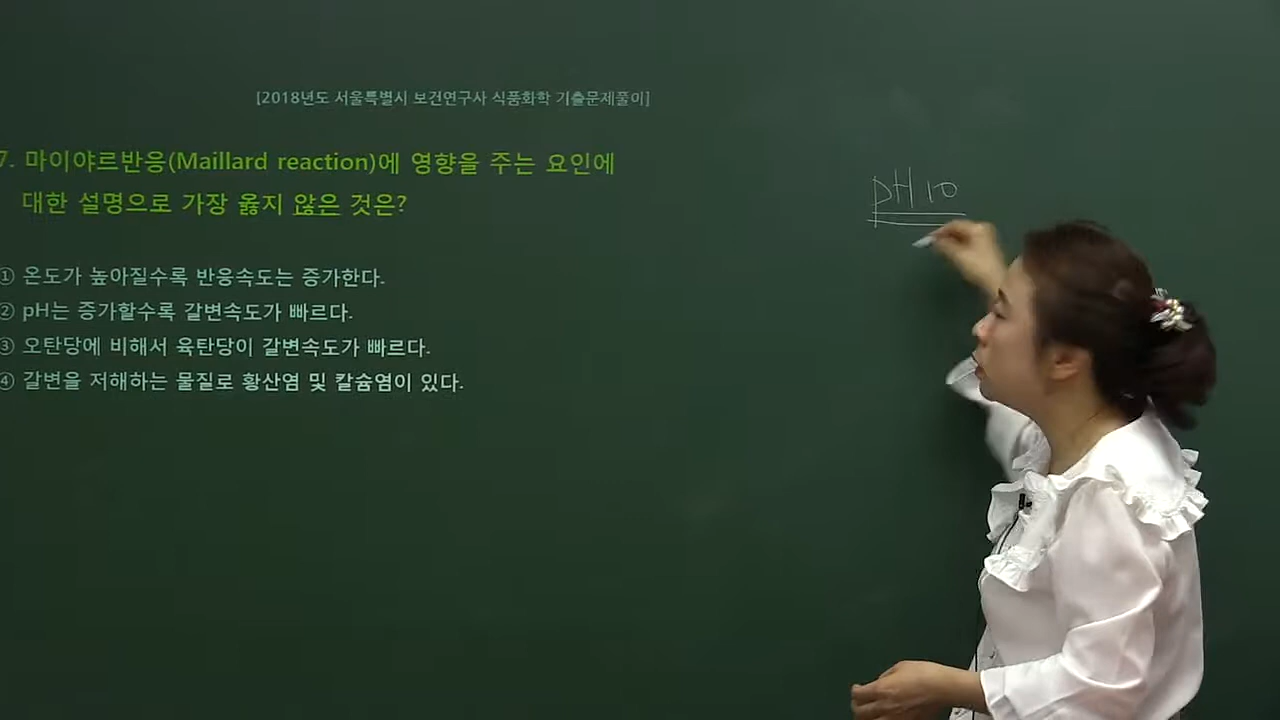 [2018년도 서울특별시 보건연구사 식품화학 기출문제풀이]
7. 마이야르반응(Maillard reaction)에 영향을 주는 요인에
대한 설명으로 가장 옳지 않은 것은?
① 온도가 높아질수록 반응속도는 증가한다.
② pH는 증가할수록 갈변속도가 빠르다.
③ 오탄당에 비해서 육탄당이 갈변속도가 빠르다.
④ 갈변을 저해하는 물질로 황산염 및 칼슘염이 있다.
pH 10